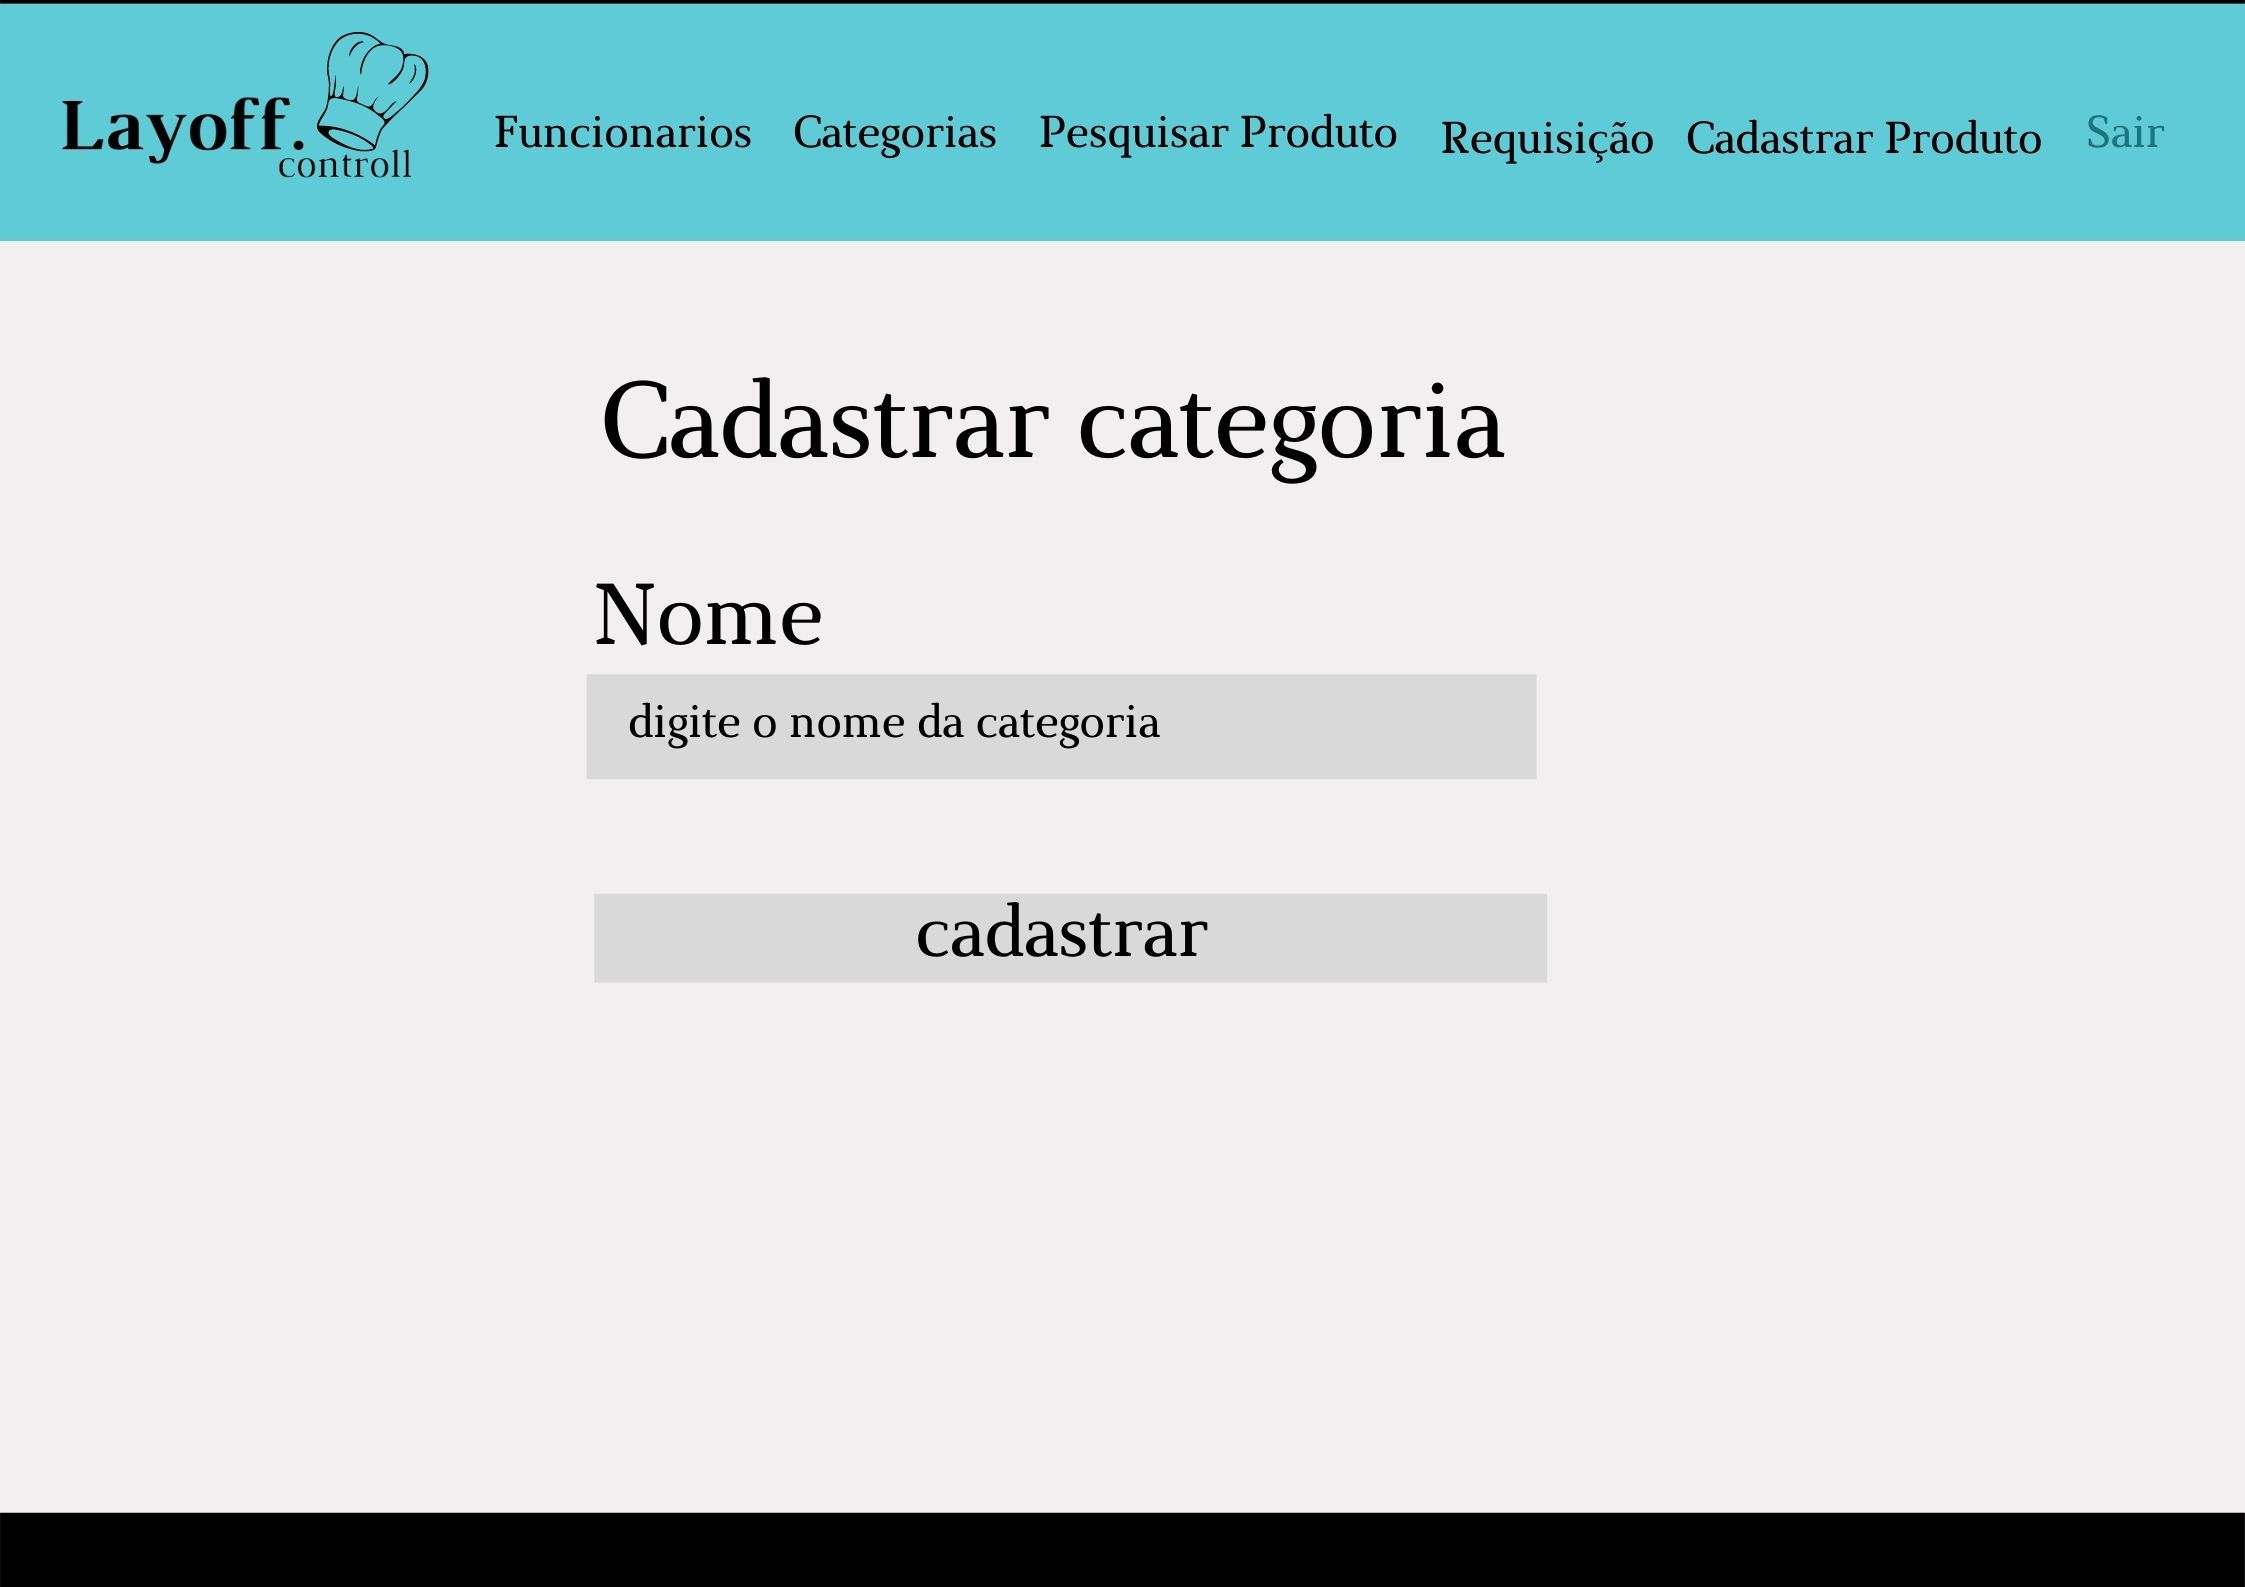 Layoff.
controll
Funcionarios Categorias Pesquisar Produto Requisição Cadastrar Produto Sair
Cadastrar categoria
Nome
digite o nome da categoria
cadastrar